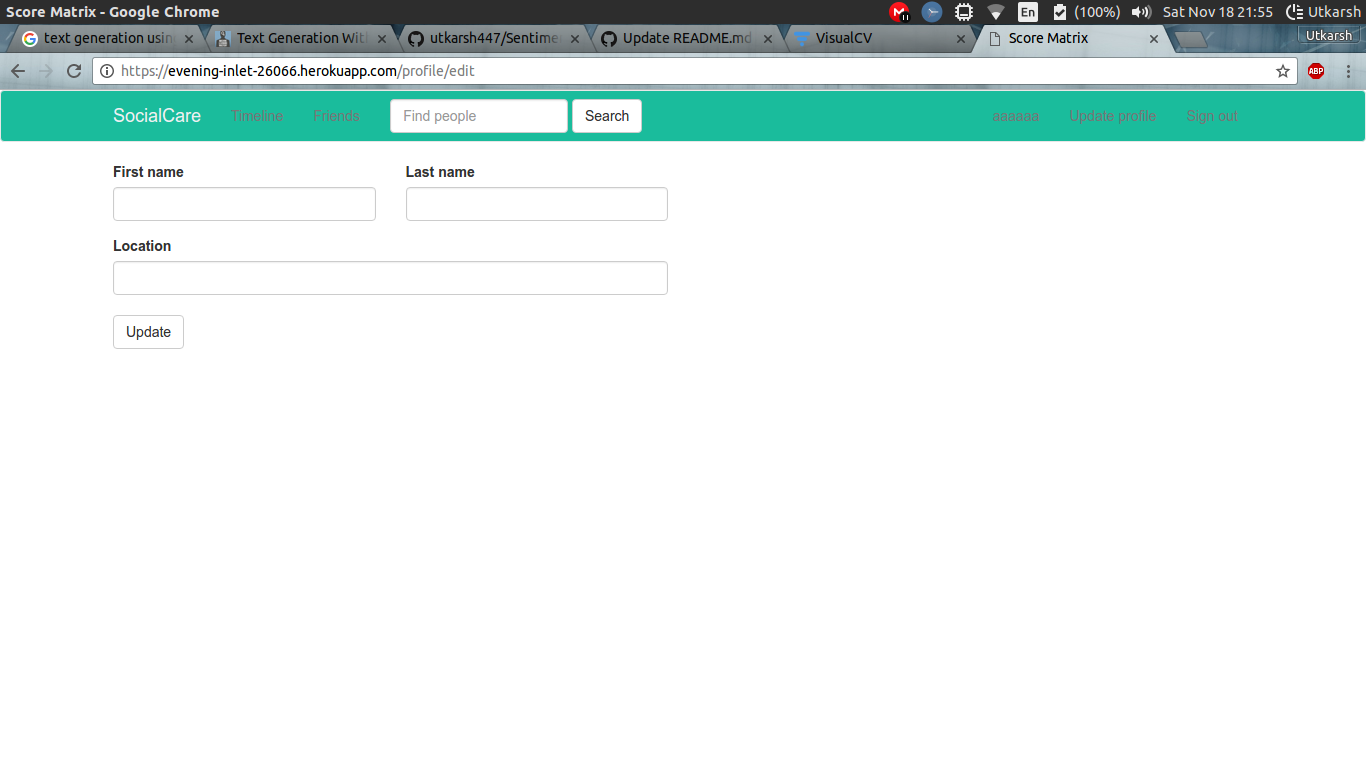 Score Matrix - Google Chrome
En (100%) Sat Nov 18 21:55 Utkarsh
text generation usin Text Generation Wit utkarsh447/Sentime Update README.md VisualCV Score Matrix Utkarsh
https://evening-inlet-26066.herokuapp.com/profile/edit ABP
SocialCare Timeline Friends Find people Search aaaaaa Update profile Sign out
First name Last name
Location
Update